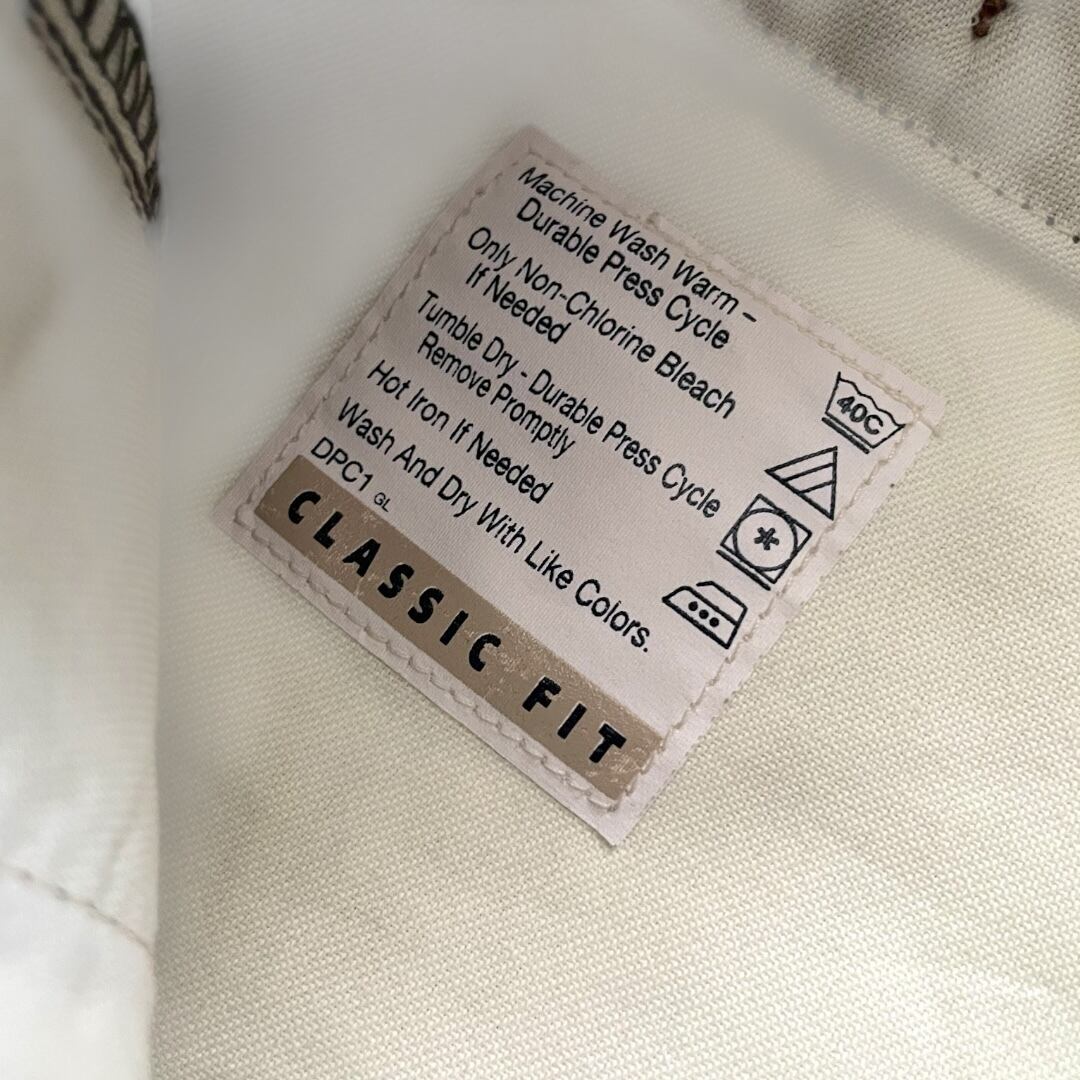 Machine Wash Warm –
Durable Press Cycle
Only Non-Chlorine Bleach
If Needed
Tumble Dry - Durable Press Cycle
Remove Promptly
Hot Iron If Needed
Wash And Dry With Like Colors.
DPC1 GL
40C
CLASSIC FIT